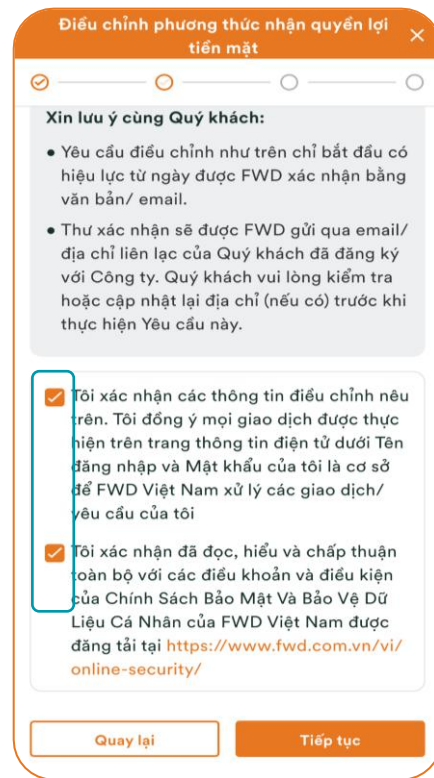 Điều chỉnh phương thức nhận quyền lợi
tiền mặt
Xin lưu ý cùng Quý khách:
• Yêu cầu điều chỉnh như trên chỉ bắt đầu có
hiệu lực từ ngày được FWD xác nhận bằng
văn bản/ email.
• Thư xác nhận sẽ được FWD gửi qua email/
địa chỉ liên lạc của Quý khách đã đăng ký
với Công ty. Quý khách vui lòng kiểm tra
hoặc cập nhật lại địa chỉ (nếu có) trước khi
thực hiện Yêu cầu này.
Tôi xác nhận các thông tin điều chỉnh nêu
trên. Tôi đồng ý mọi giao dịch được thực
hiện trên trang thông tin điện tử dưới Tên
đăng nhập và Mật khẩu của tôi là cơ sở
để FWD Việt Nam xử lý các giao dịch/
yêu cầu của tôi
Tôi xác nhận đã đọc, hiểu và chấp thuận
toàn bộ với các điều khoản và điều kiện
của Chính Sách Bảo Mật Và Bảo Vệ Dữ
Liệu Cá Nhân của FWD Việt Nam được
đăng tải tại https://www.fwd.com.vn/vi/
online-security/
Quay lại
Tiếp tục